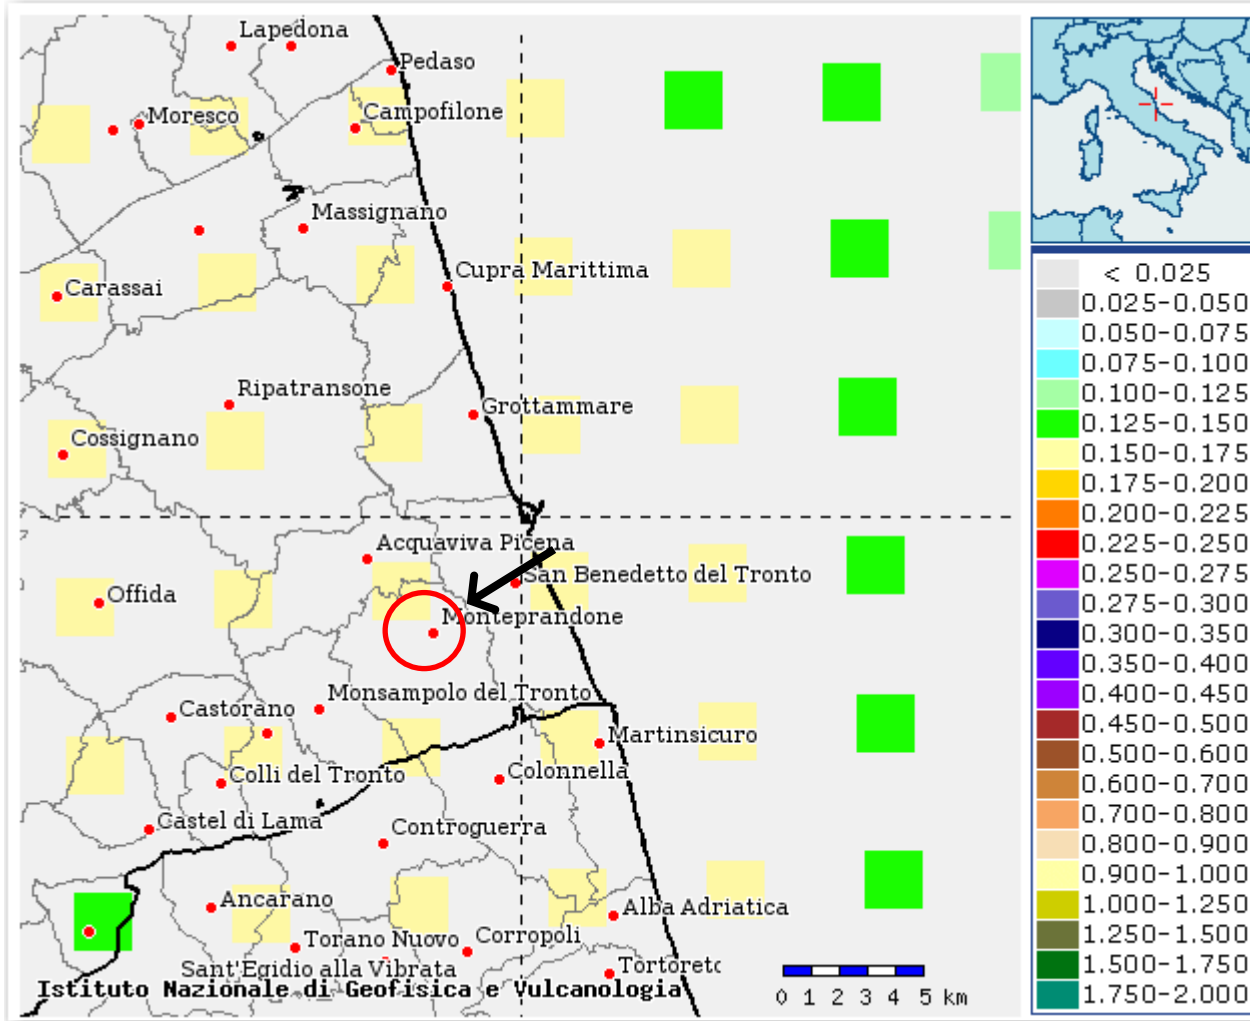 Lapedona
Pedaso
Campofilone
Moresco
Massignano
Cupra Marittima
Carassai
Ripatransone
Grottammare
Cossignano
Acquaviva Picena
San Benedetto del Tronto
Offida
Monteprandone
Monsampolo del Tronto
Castorano
Martinsicuro
Colli del Tronto
Colonnella
Castel di Lama
Controguerra
Ancarano
Alba Adriatica
Torano Nuovo
Corropoli
Sant'Egidio alla Vibrata
Tortoreto
Istituto Nazionale di Geofisica e Vulcanologia
0 1 2 3 4 5 km
< 0.025
0.025-0.050
0.050-0.075
0.075-0.100
0.100-0.125
0.125-0.150
0.150-0.175
0.175-0.200
0.200-0.225
0.225-0.250
0.250-0.275
0.275-0.300
0.300-0.350
0.350-0.400
0.400-0.450
0.450-0.500
0.500-0.600
0.600-0.700
0.700-0.800
0.800-0.900
0.900-1.000
1.000-1.250
1.250-1.500
1.500-1.750
1.750-2.000